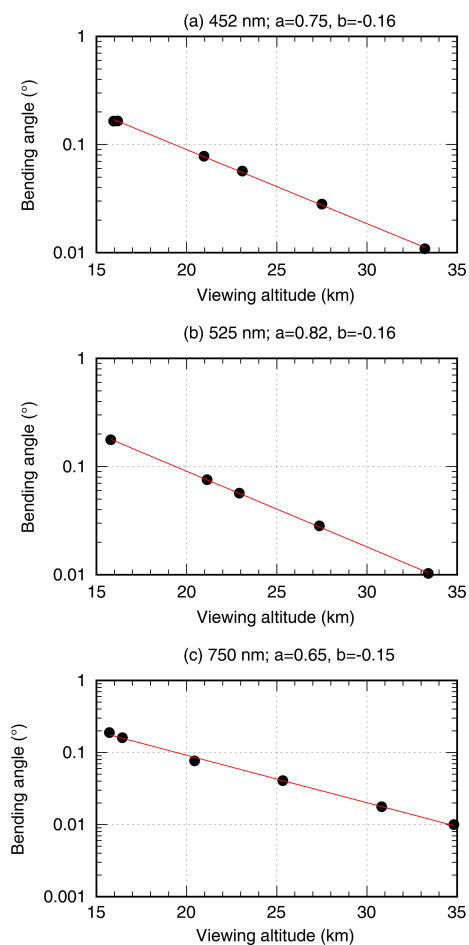 (a) 452 nm; a=0.75, b=-0.16
1
0.1
0.01
Bending angle (°)
15 20 25 30 35
Viewing altitude (km)
(b) 525 nm; a=0.82, b=-0.16
1
0.1
0.01
Bending angle (°)
15 20 25 30 35
Viewing altitude (km)
(c) 750 nm; a=0.65, b=-0.15
1
0.1
0.01
0.001
Bending angle (°)
15 20 25 30 35
Viewing altitude (km)